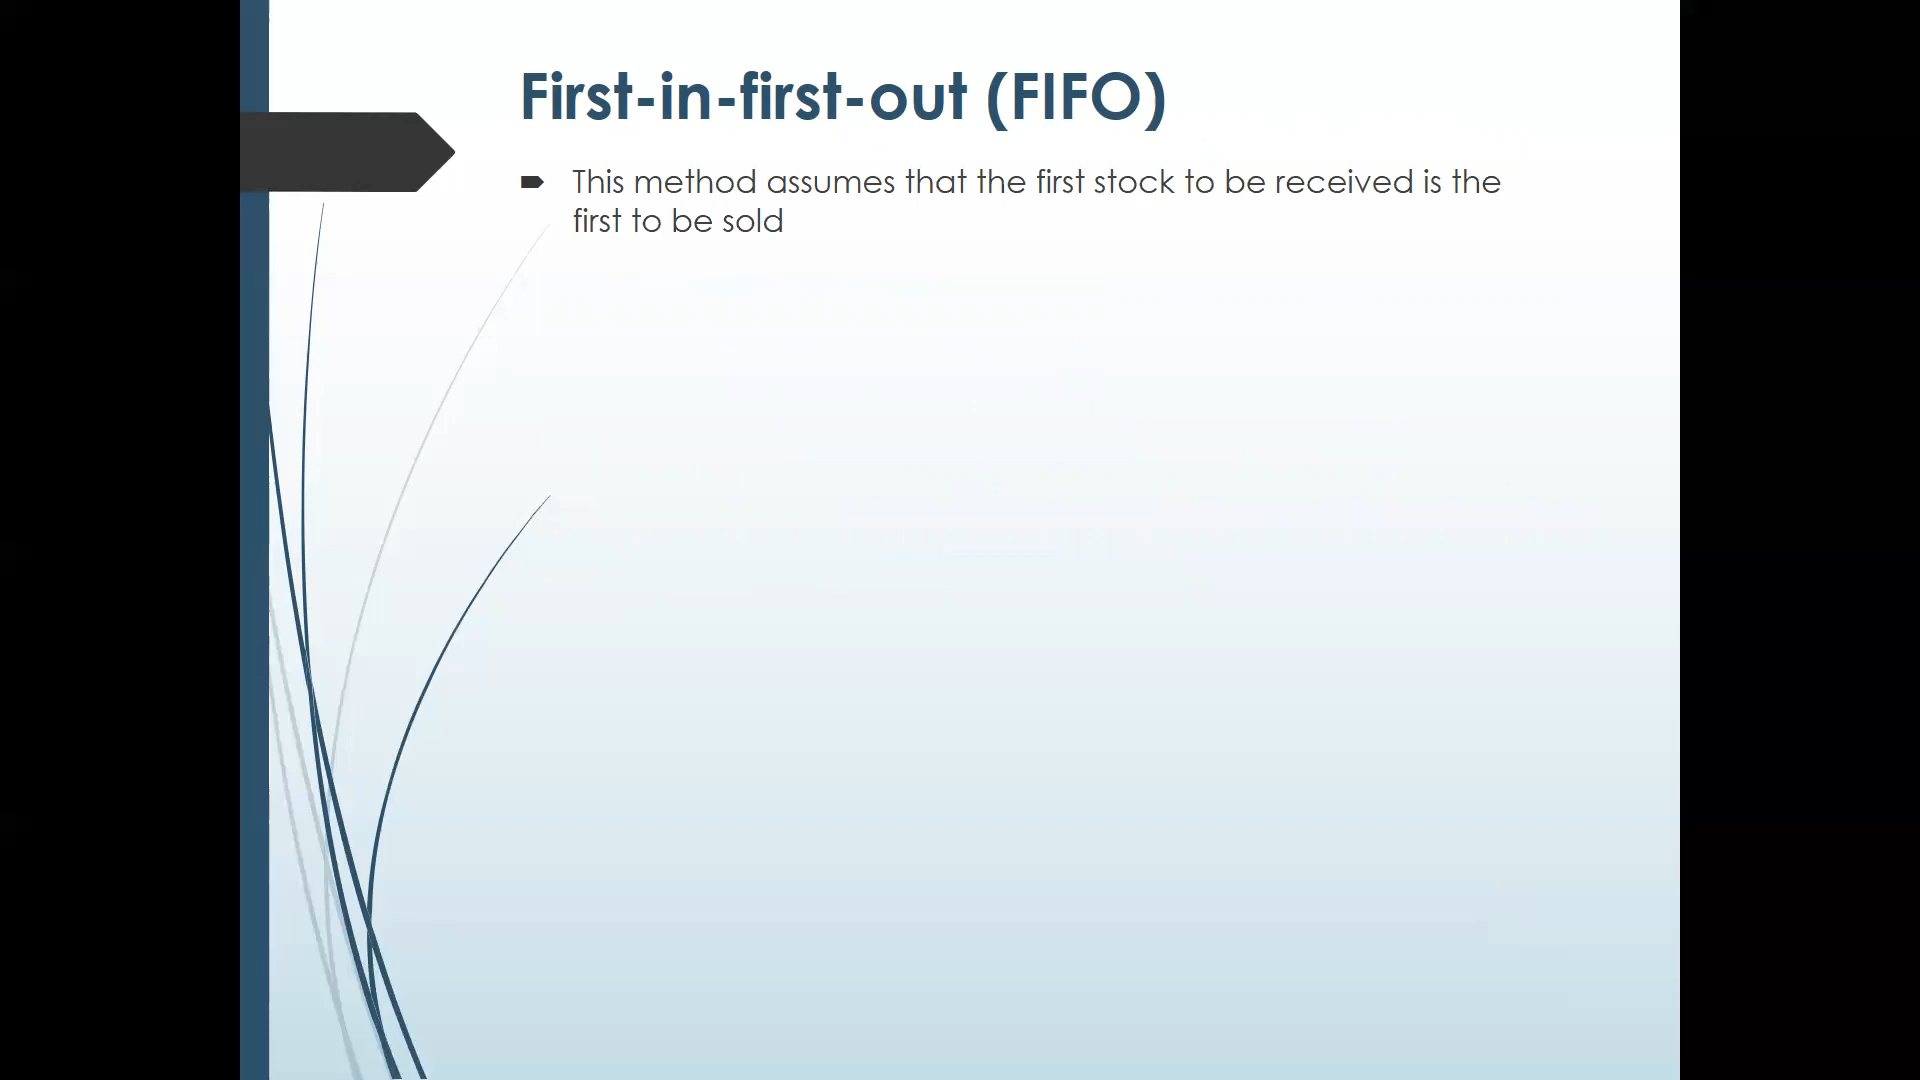 First-in-first-out (FIFO)
This method assumes that the first stock to be received is the
first to be sold